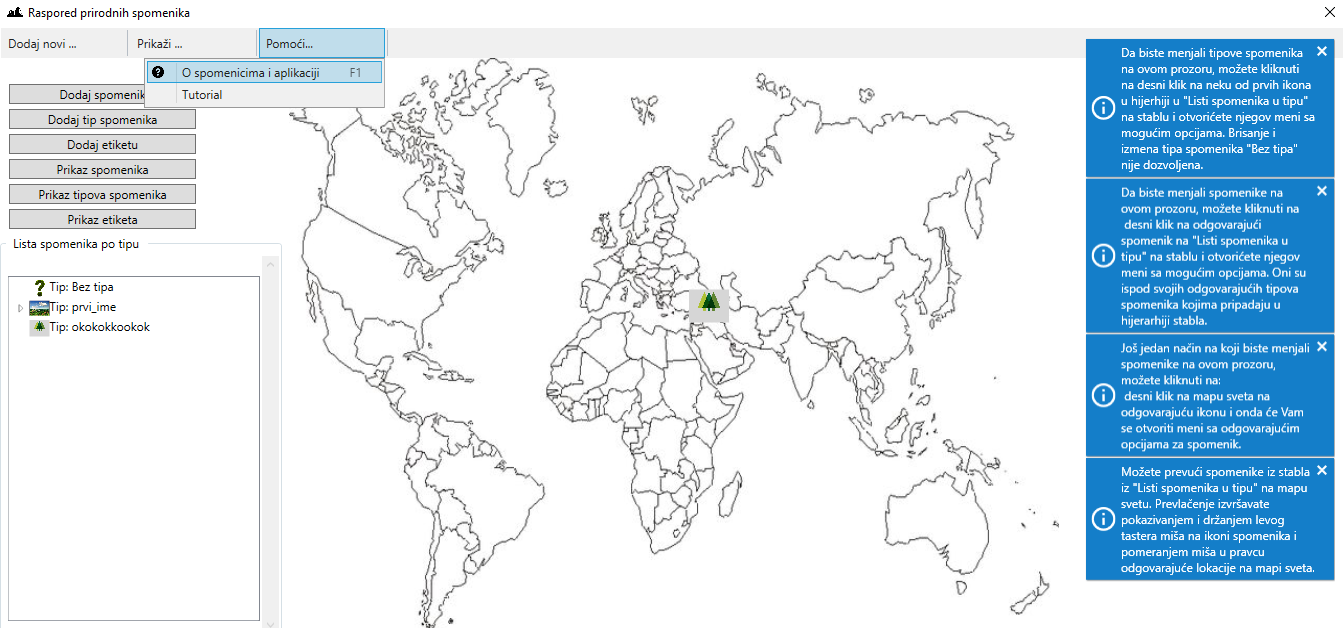 Raspored prirodnih spomenika
Dodaj novi ...
Prikaži ...
Pomoći...
O spomenicima i aplikaciji F1
Tutorial
Dodaj spomenik
Dodaj tip spomenika
Dodaj etiketu
Prikaz spomenika
Prikaz tipova spomenika
Prikaz etiketa
Lista spomenika po tipu
Tip: Bez tipa
Tip: prvi_ime
Tip: okokokkookok
Da biste menjali tipove spomenika
na ovom prozoru, možete kliknuti
na desni klik na neku od prvih ikona
u hijerhiji u "Listi spomenika u tipu"
na stablu i otvorićete njegov meni sa
mogućim opcijama. Brisanje i
izmena tipa spomenika "Bez tipa"
nije dozvoljena.
Da biste menjali spomenike na
ovom prozoru, možete kliknuti na
desni klik na odgovarajući
spomenik na "Listi spomenika u
tipu" na stablu i otvorićete njegov
meni sa mogućim opcijama. Oni su
ispod svojih odgovarajućih tipova
spomenika kojima pripadaju u
hijerarhiji stabla.
Još jedan način na koji biste menjali
spomenike na ovom prozoru,
možete kliknuti na:
desni klik na mapu sveta na
odgovarajuću ikonu i onda će Vam
se otvoriti meni sa odgovarajućim
opcijama za spomenik.
Možete prevući spomenike iz stabla
iz "Listi spomenika u tipu" na mapu
svetu. Prevlačenje izvršavate
pokazivanjem i držanjem levog
tastera miša na ikoni spomenika i
pomeranjem miša u pravcu
odgovarajuće lokacije na mapi sveta.